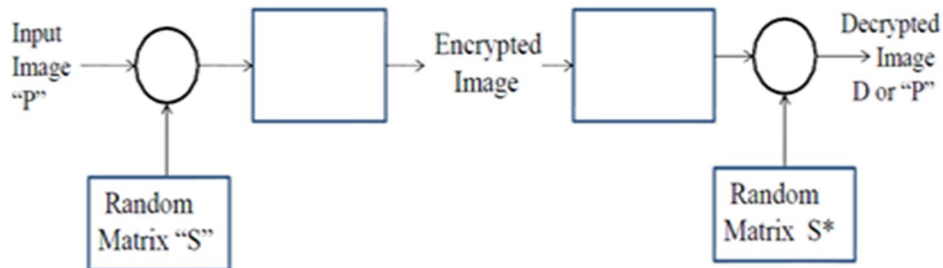 Input
Image
“P”
Encrypted
Image
Decrypted
Image
D or “P”
Random
Matrix “S”
Random
Matrix S*